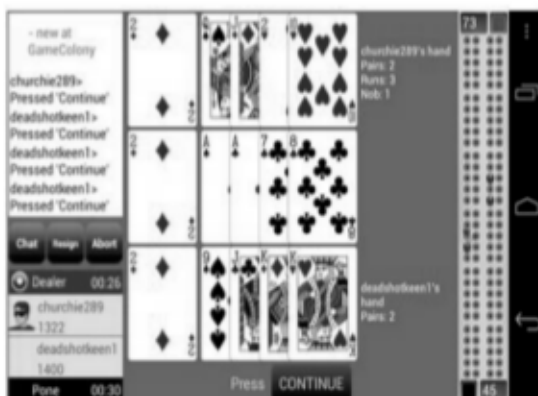 - new at
GameColony
churchie289>
Pressed 'Continue'
deadshotkeen1>
Pressed 'Continue'
deadshotkeen1>
Pressed 'Continue'
deadshotkeen1>
Pressed 'Continue'
Chat Resign Abort
Dealer 00:26
churchie289
1322
deadshotkeen1
1400
Pone 00:30
churchie289's hand
Pairs: 2
Runs: 3
Nob: 1
deadshotkeen1's
hand
Pairs: 2
Press CONTINUE
73
45